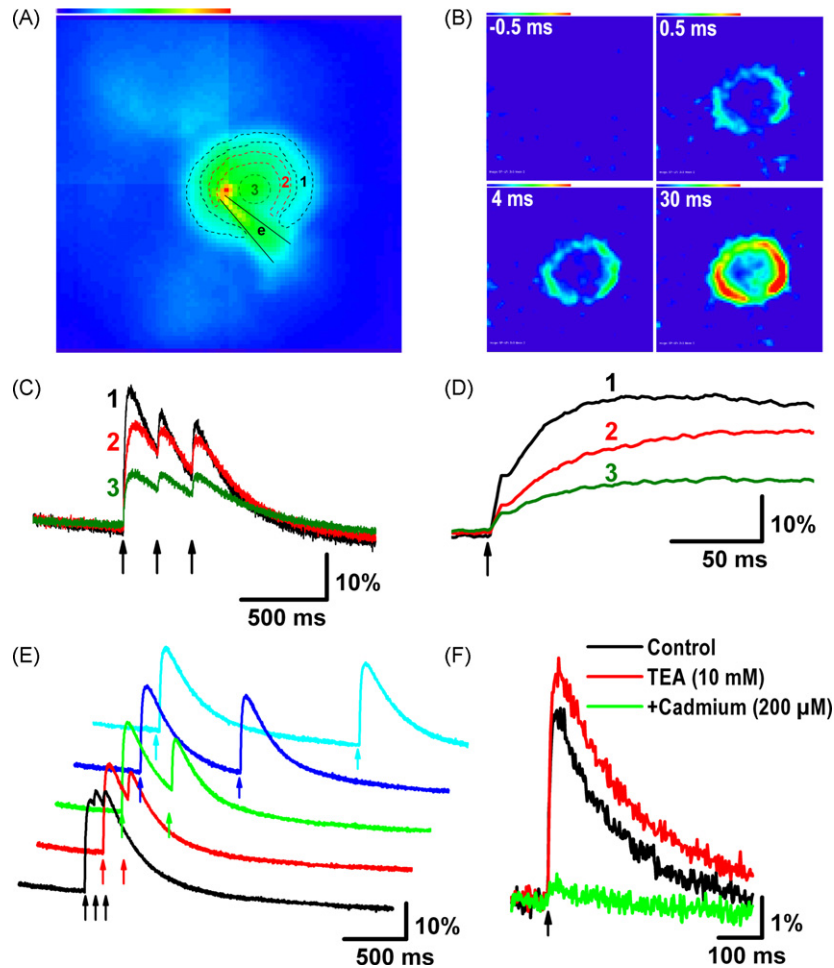 (A)
1
2
3
e
(B)
-0.5 ms
0.5 ms
4 ms
30 ms
(C)
1
2
3
10%
500 ms
(D)
1
2
3
10%
50 ms
(E)
10%
500 ms
(F)
Control
TEA (10 mM)
+Cadmium (200 µM)
1%
100 ms